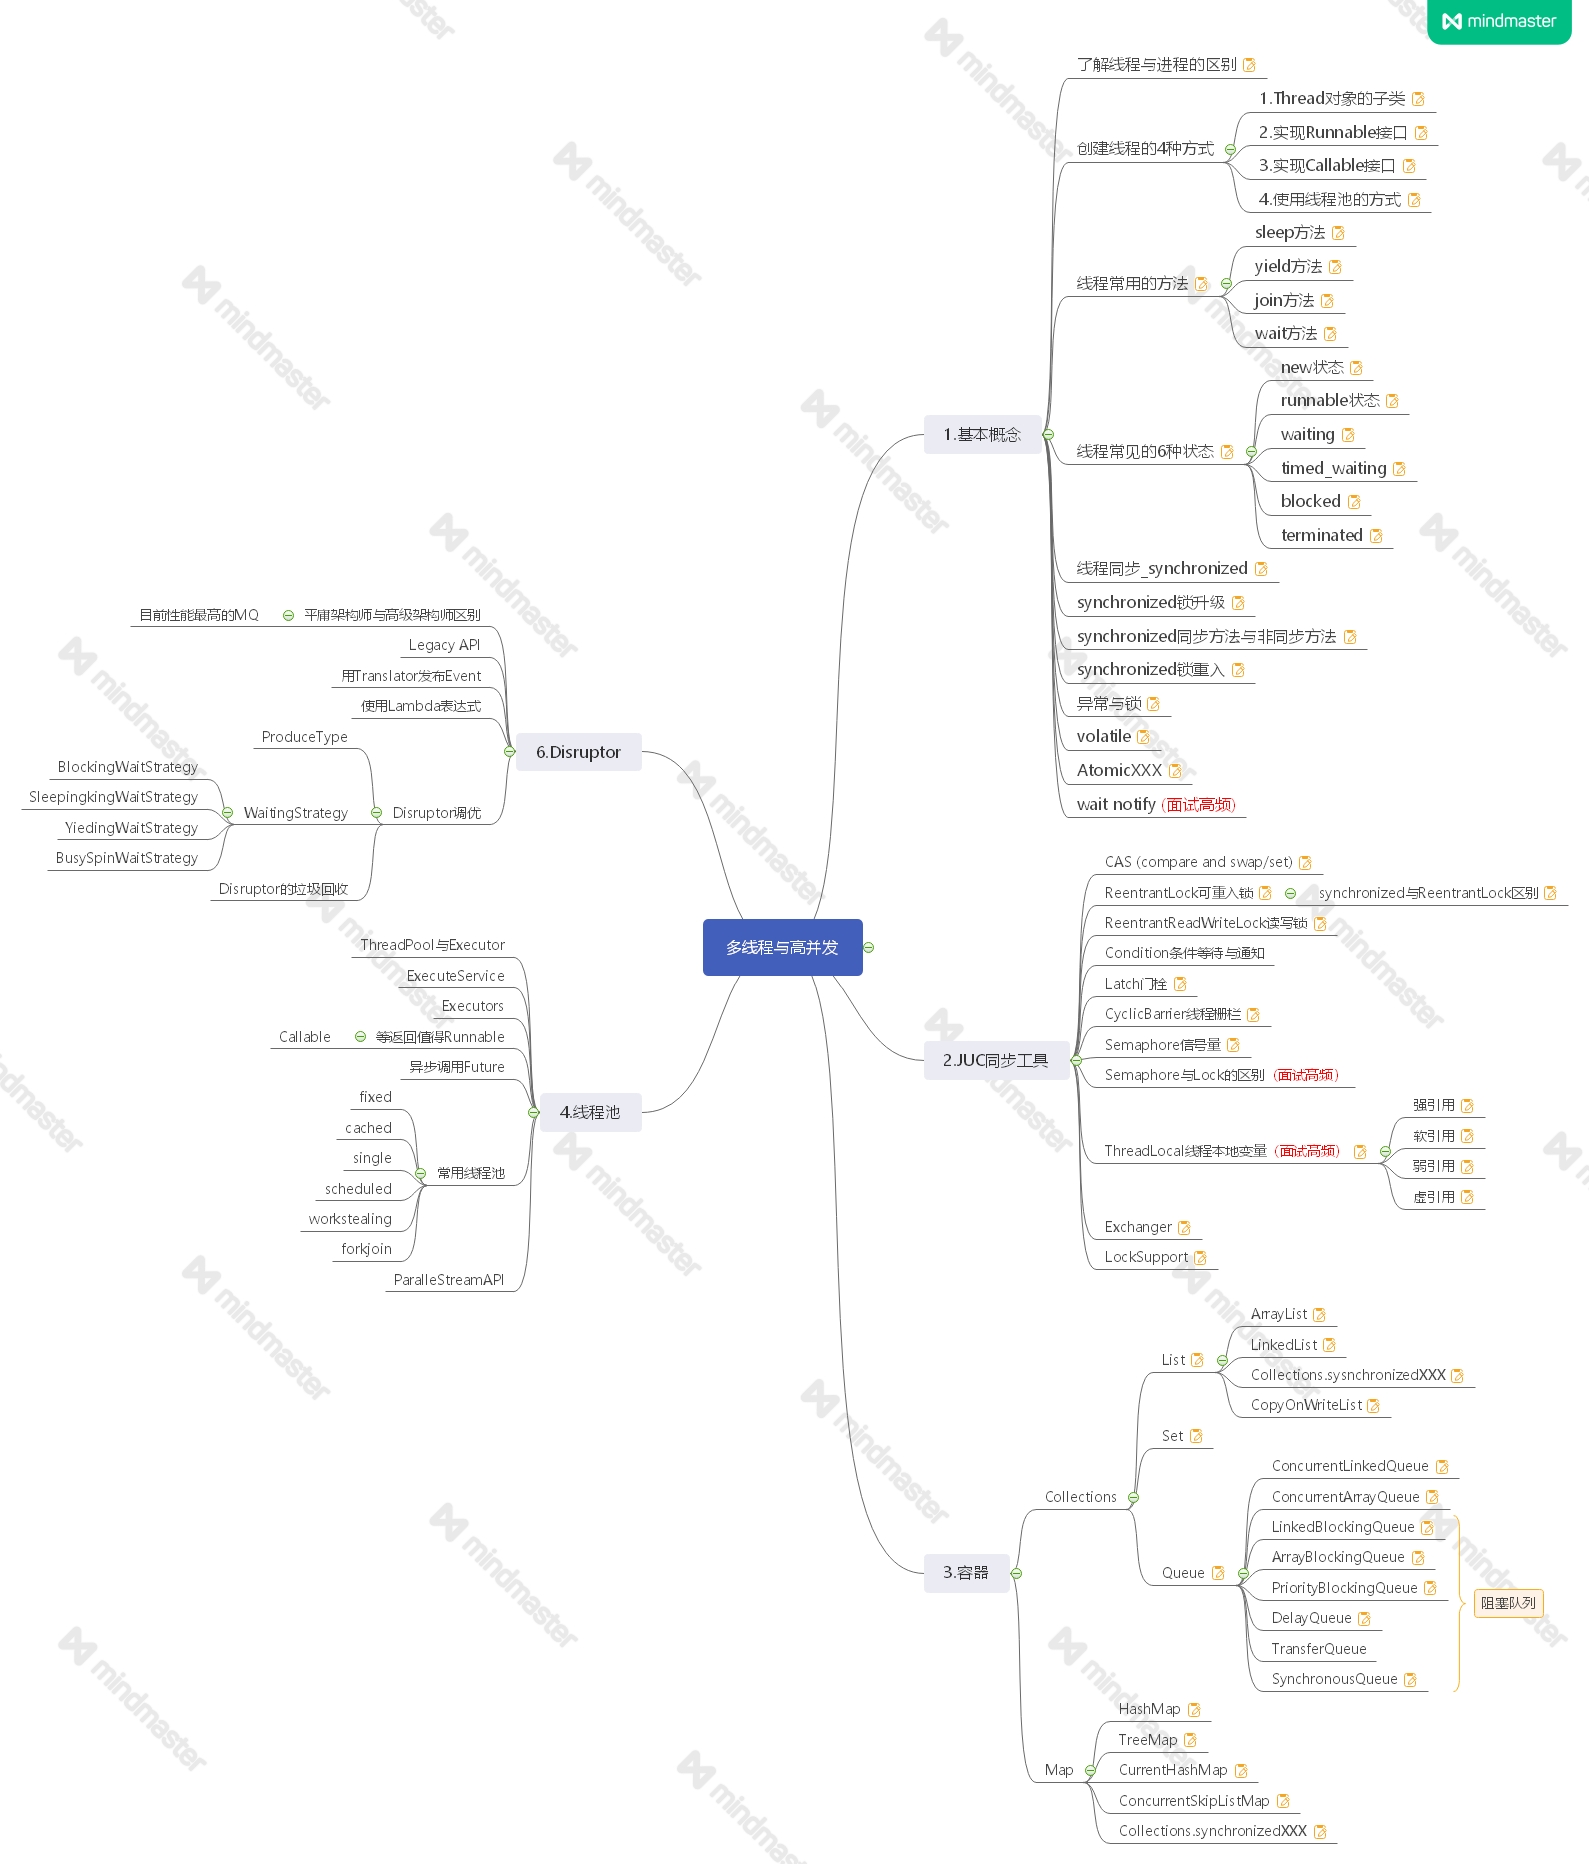 mindmaster
多线程与高并发
1.基本概念
了解线程与进程的区别
创建线程的4种方式
1.Thread对象的子类
2.实现Runnable接口
3.实现Callable接口
4.使用线程池的方式
线程常用的方法
sleep方法
yield方法
join方法
wait方法
线程常见的6种状态
new状态
runnable状态
waiting
timed_waiting
blocked
terminated
线程同步_synchronized
synchronized锁升级
synchronized同步方法与非同步方法
synchronized锁重入
异常与锁
volatile
AtomicXXX
wait notify (面试高频)
2.JUC同步工具
CAS (compare and swap/set)
ReentrantLock可重入锁
synchronized与ReentrantLock区别
ReentrantReadWriteLock读写锁
Condition条件等待与通知
Latch门栓
CyclicBarrier线程栅栏
Semaphore信号量
Semaphore与Lock的区别（面试高频）
ThreadLocal线程本地变量（面试高频）
强引用
软引用
弱引用
虚引用
Exchanger
LockSupport
3.容器
Collections
List
ArrayList
LinkedList
Collections.sysnchronizedXXX
CopyOnWriteList
Set
Queue
ConcurrentLinkedQueue
ConcurrentArrayQueue
LinkedBlockingQueue
ArrayBlockingQueue
PriorityBlockingQueue
DelayQueue
TransferQueue
SynchronousQueue
阻塞队列
Map
HashMap
TreeMap
CurrentHashMap
ConcurrentSkipListMap
Collections.synchronizedXXX
4.线程池
ThreadPool与Executor
ExecuteService
Executors
等返回值得Runnable
Callable
异步调用Future
常用线程池
fixed
cached
single
scheduled
workstealing
forkjoin
ParalleStreamAPI
6.Disruptor
平庸架构师与高级架构师区别
目前性能最高的MQ
Legacy API
用Translator发布Event
使用Lambda表达式
Disruptor调优
ProduceType
WaitingStrategy
BlockingWaitStrategy
SleepingkingWaitStrategy
YiedingWaitStrategy
BusySpinWaitStrategy
Disruptor的垃圾回收